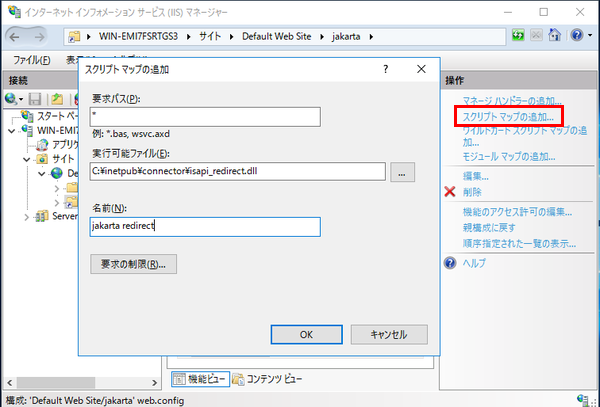 インターネット インフォメーション サービス (IIS) マネージャー
WIN-EMI7FSRTGS3 ▸ サイト ▸ Default Web Site ▸ jakarta ▸
ファイル(F)
接続
スタート ペー
WIN-EMI7
アプリケ
サイト
De
Server
スクリプト マップの追加
要求パス(P):
*
例: *.bas, wsvc.axd
実行可能ファイル(E):
C:¥inetpub¥connector¥isapi_redirect.dll
...
名前(N):
jakarta redirect
要求の制限(R)...
OK
キャンセル
操作
マネージ ハンドラーの追加...
スクリプト マップの追加...
ワイルドカード スクリプト マップの追
加...
モジュール マップの追加...
編集...
削除
機能のアクセス許可の編集...
親構成に戻す
順序指定された一覧の表示...
ヘルプ
機能ビュー
コンテンツ ビュー
構成: 'Default Web Site/jakarta' web.config